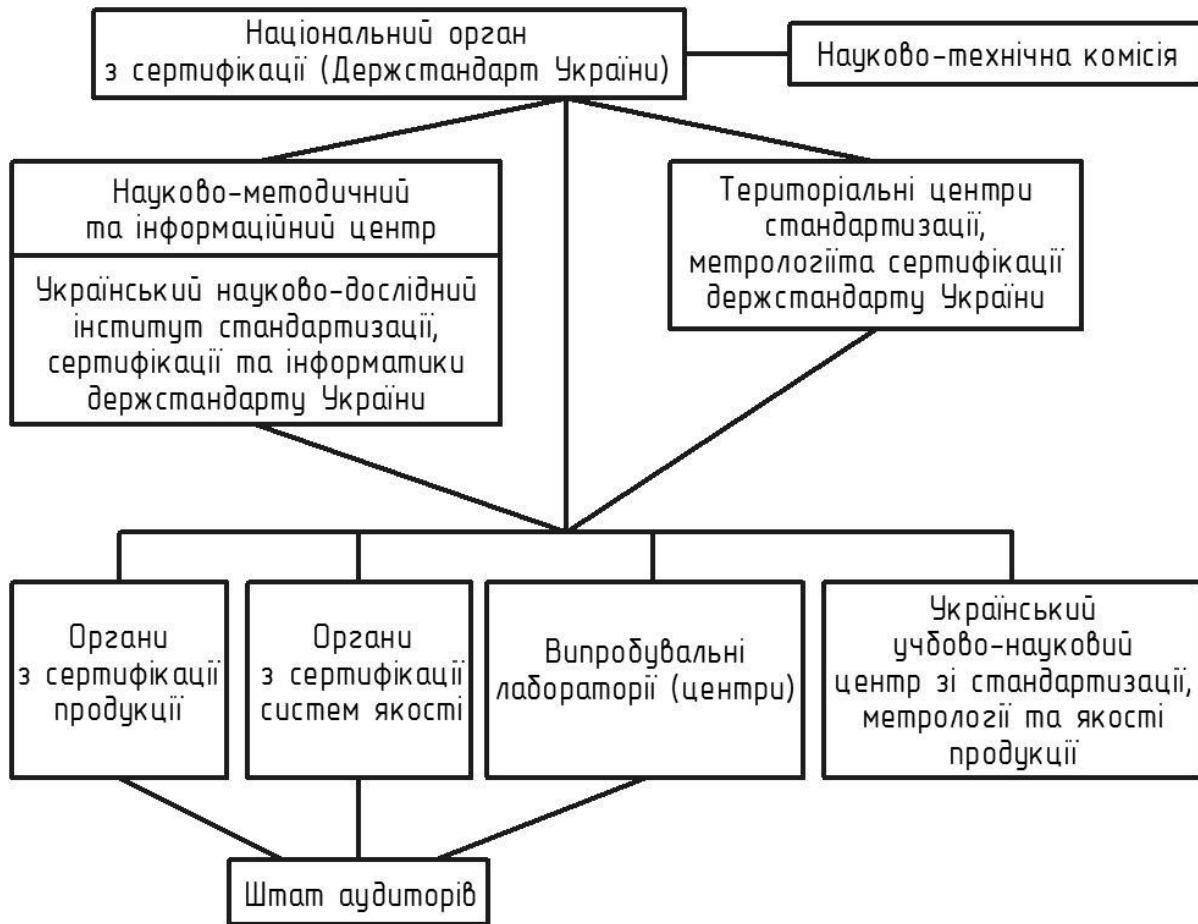 Національний орган
з сертифікації (Держстандарт України)
Науково-технічна комісія
Науково-методичний
та інформаційний центр
Український науково-дослідний
інститут стандартизації,
сертифікації та інформатики
держстандарту України
Територіальні центри
стандартизації,
метрологіїта сертифікації
держстандарту України
Органи
з сертифікації
продукції
Органи
з сертифікації
систем якості
Випробувальні
лабораторії (центри)
Український
учбово-науковий
центр зі стандартизації,
метрології та якості
продукції
Штат аудиторів